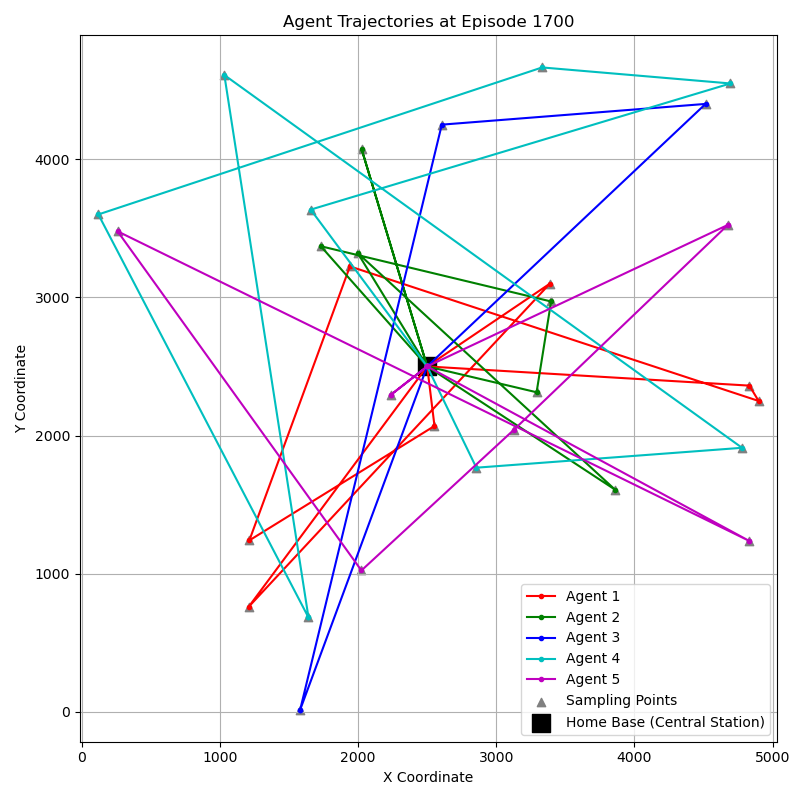 Agent Trajectories at Episode 1700
Y Coordinate
4000
3000
2000
1000
0
0 1000 2000 3000 4000 5000
X Coordinate
Agent 1
Agent 2
Agent 3
Agent 4
Agent 5
Sampling Points
Home Base (Central Station)